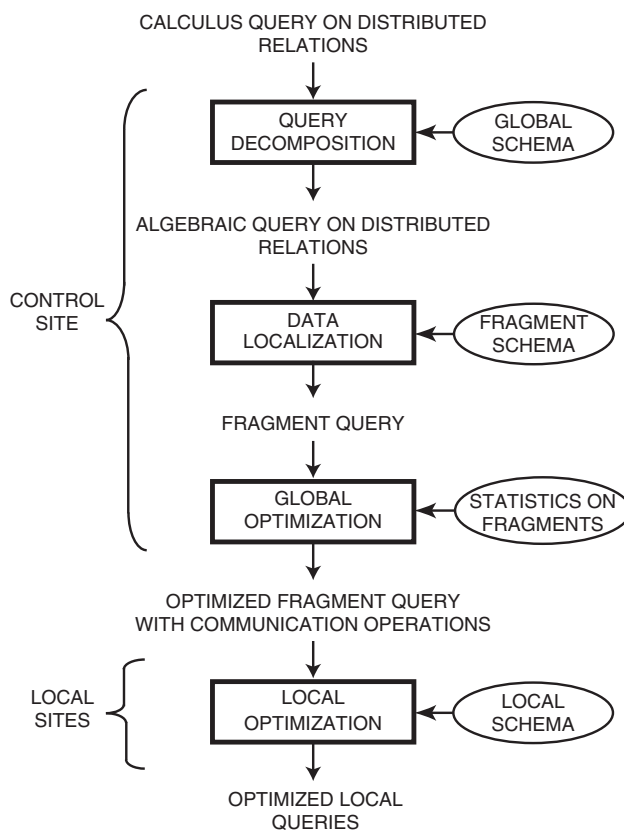 CALCULUS QUERY ON DISTRIBUTED
RELATIONS
QUERY
DECOMPOSITION
GLOBAL
SCHEMA
ALGEBRAIC QUERY ON DISTRIBUTED
RELATIONS
CONTROL
SITE
DATA
LOCALIZATION
FRAGMENT
SCHEMA
FRAGMENT QUERY
GLOBAL
OPTIMIZATION
STATISTICS ON
FRAGMENTS
OPTIMIZED FRAGMENT QUERY
WITH COMMUNICATION OPERATIONS
LOCAL
SITES
LOCAL
OPTIMIZATION
LOCAL
SCHEMA
OPTIMIZED LOCAL
QUERIES